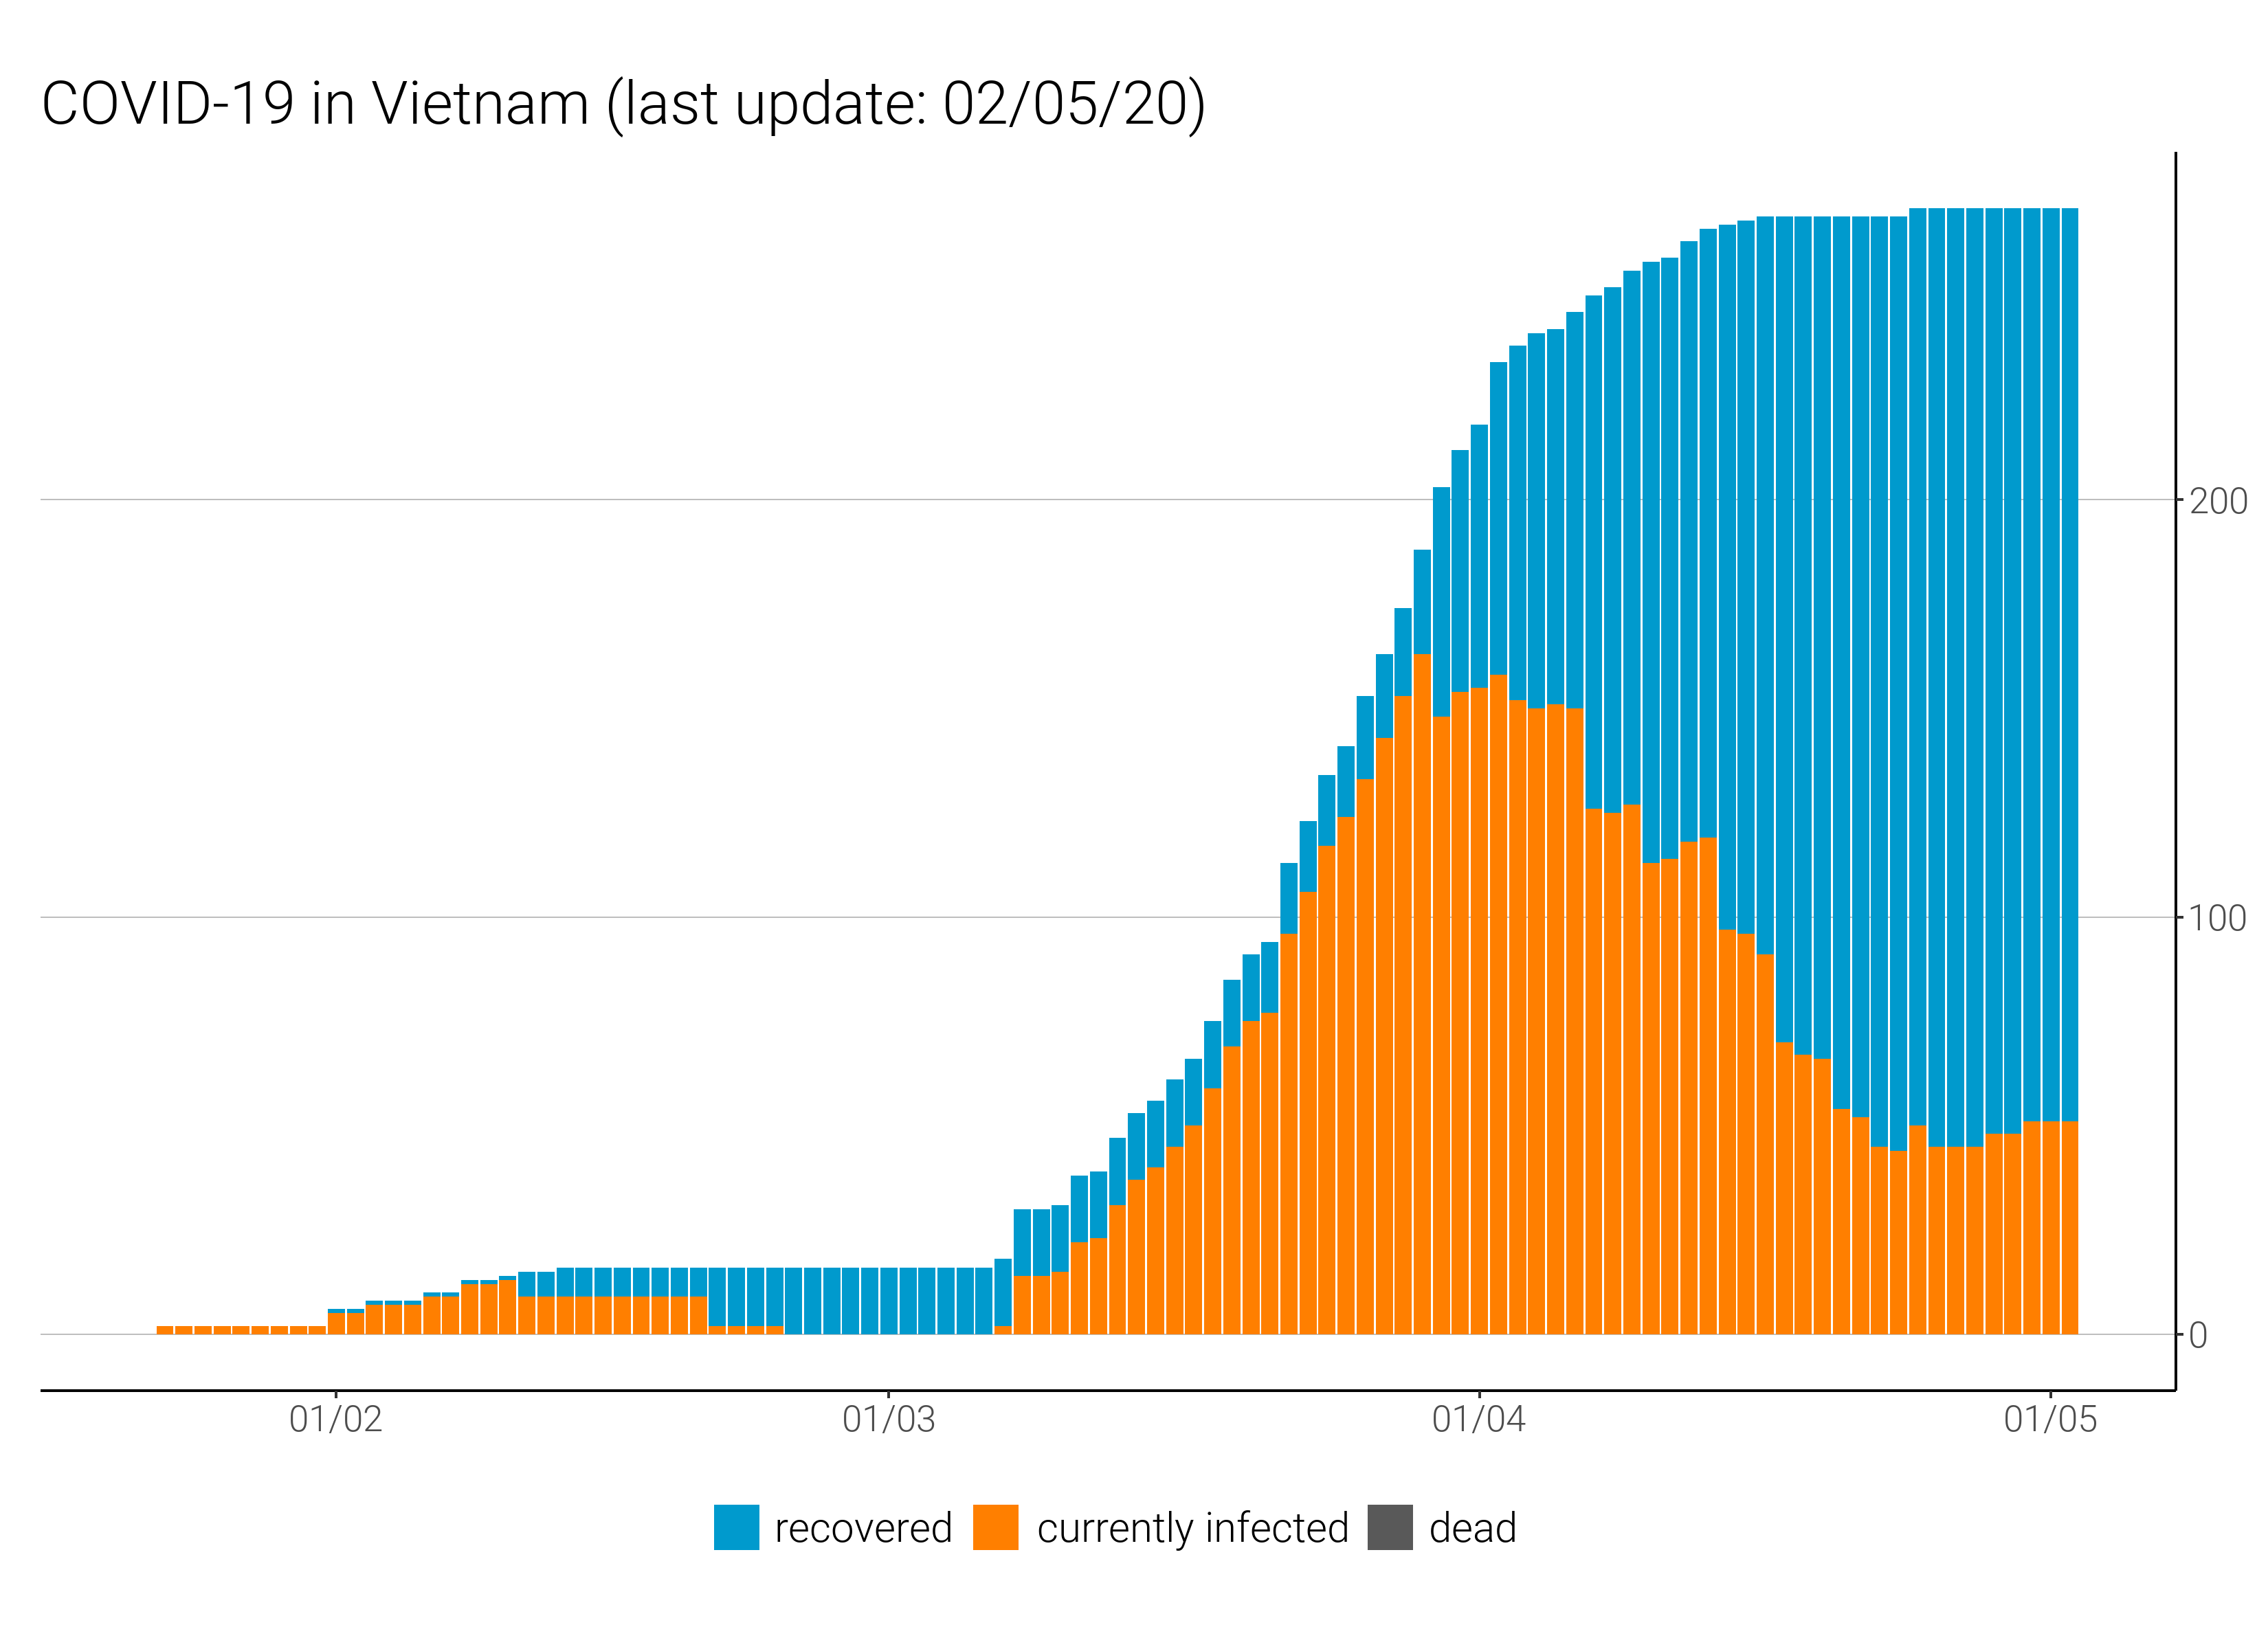 COVID-19 in Vietnam (last update: 02/05/20)
200
100
0
01/02 01/03 01/04 01/05
recovered currently infected dead